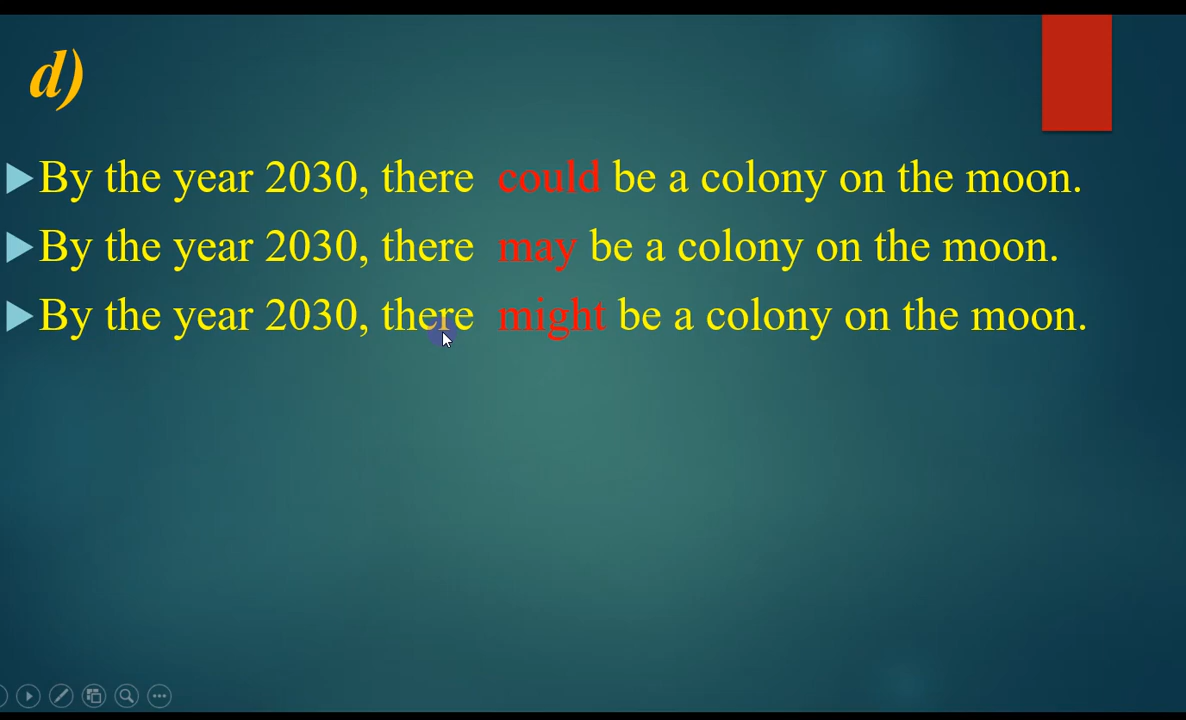 d)
By the year 2030, there could be a colony on the moon.
By the year 2030, there may be a colony on the moon.
By the year 2030, there might be a colony on the moon.